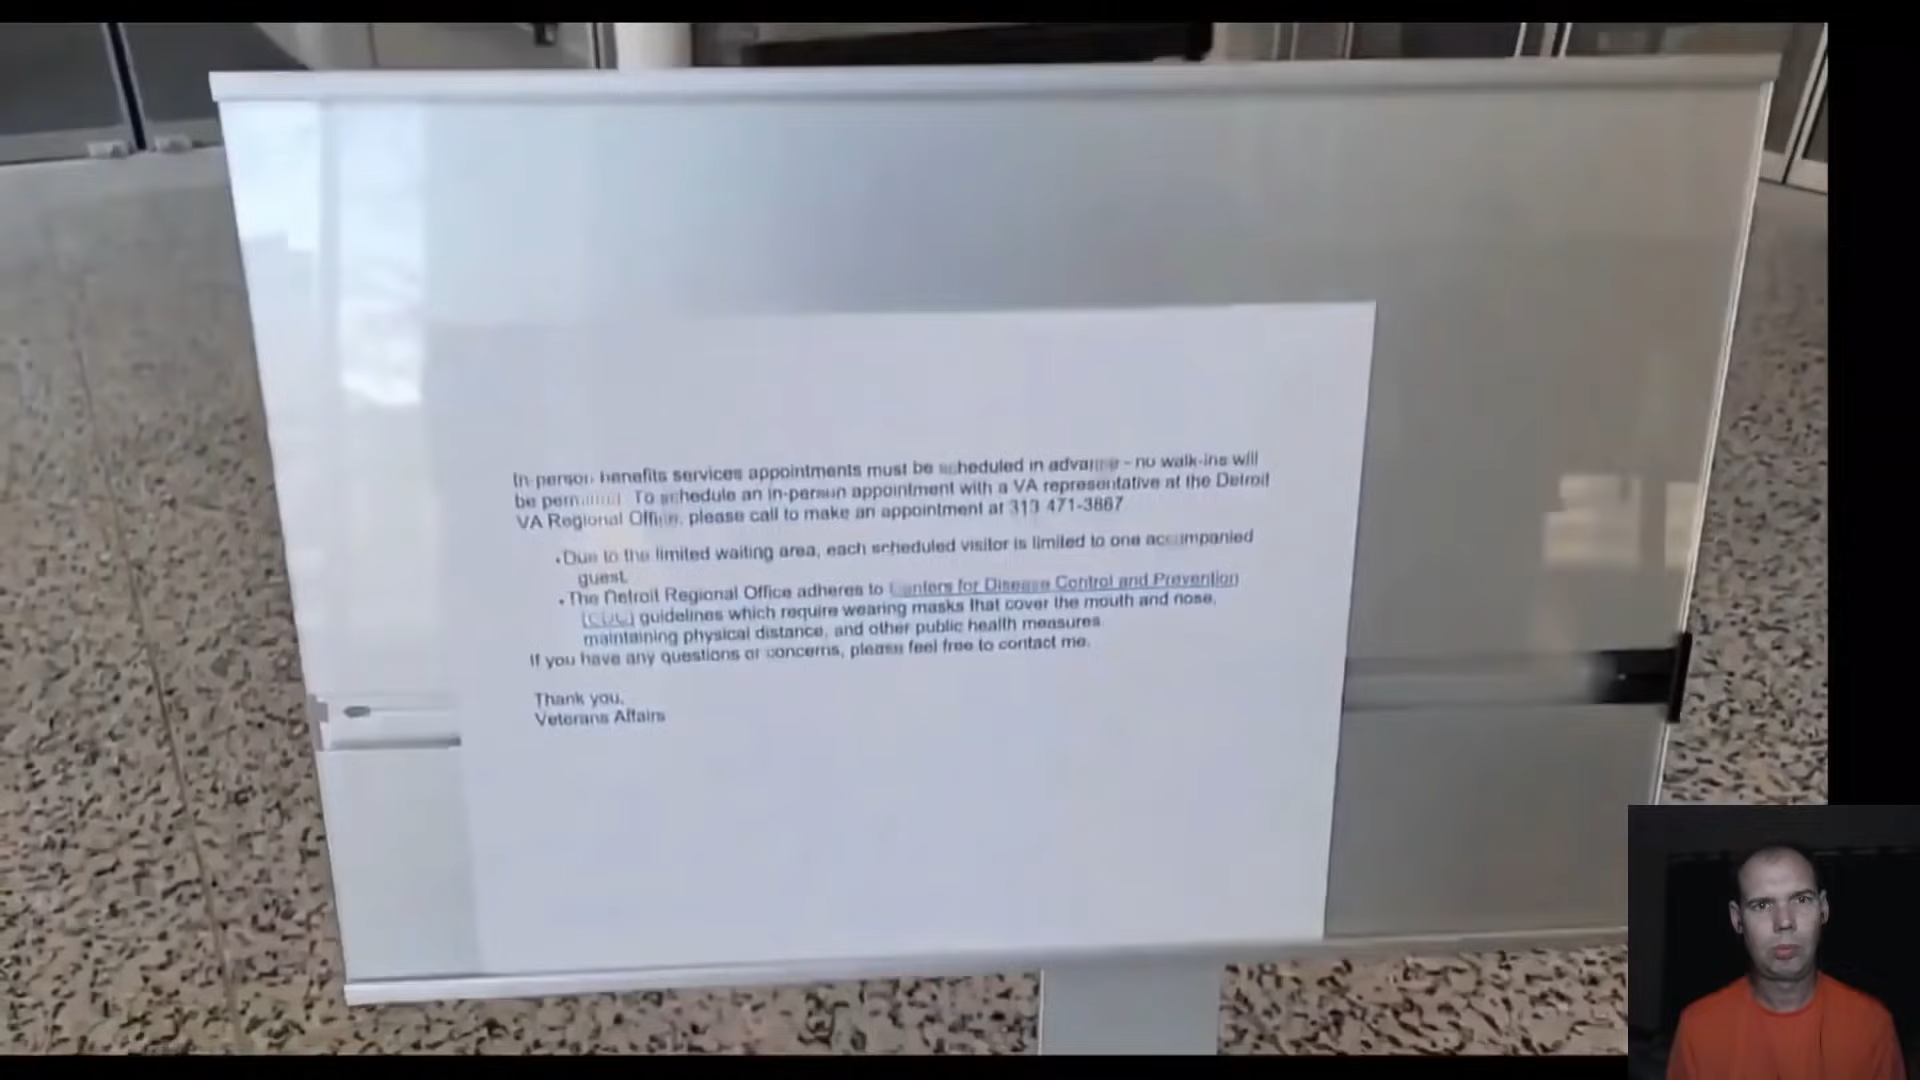 In-person benefits services appointments must be scheduled in advance - no walk-ins will
be permitted. To schedule an in-person appointment with a VA representative at the Detroit
VA Regional Office, please call to make an appointment at 313 471-3887
•Due to the limited waiting area, each scheduled visitor is limited to one accompanied
guest.
•The Detroit Regional Office adheres to Centers for Disease Control and Prevention
(CDC) guidelines which require wearing masks that cover the mouth and nose,
maintaining physical distance, and other public health measures.
If you have any questions or concerns, please feel free to contact me.
Thank you,
Veterans Affairs